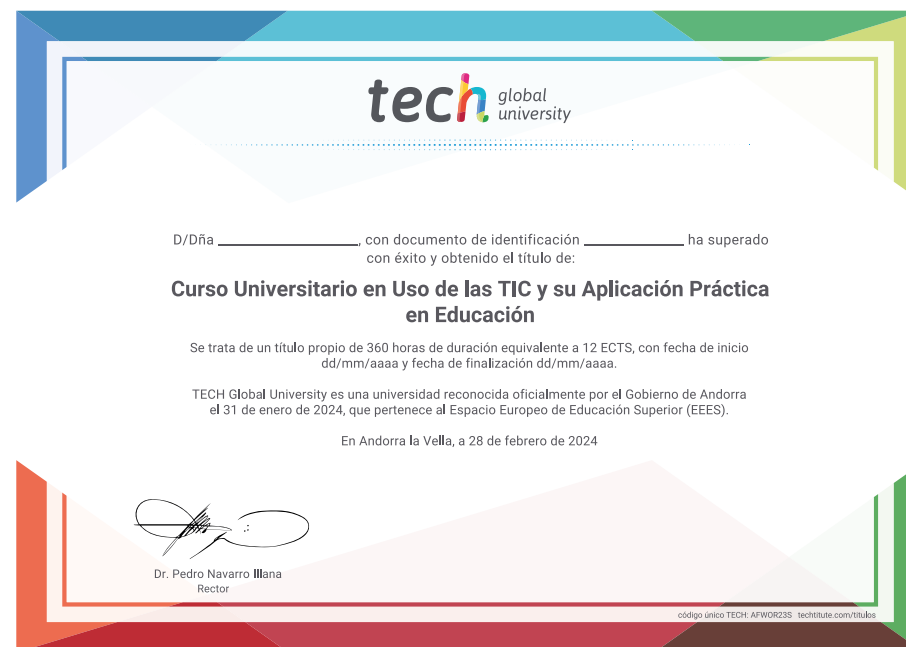 tech global university
D/Dña ________________, con documento de identificación ____________ ha superado
con éxito y obtenido el título de:
Curso Universitario en Uso de las TIC y su Aplicación Práctica
en Educación
Se trata de un título propio de 360 horas de duración equivalente a 12 ECTS, con fecha de inicio
dd/mm/aaaa y fecha de finalización dd/mm/aaaa.
TECH Global University es una universidad reconocida oficialmente por el Gobierno de Andorra
el 31 de enero de 2024, que pertenece al Espacio Europeo de Educación Superior (EEES).
En Andorra la Vella, a 28 de febrero de 2024
Dr. Pedro Navarro Illana
Rector
código único TECH: AFWOR23S techtitute.com/titulos